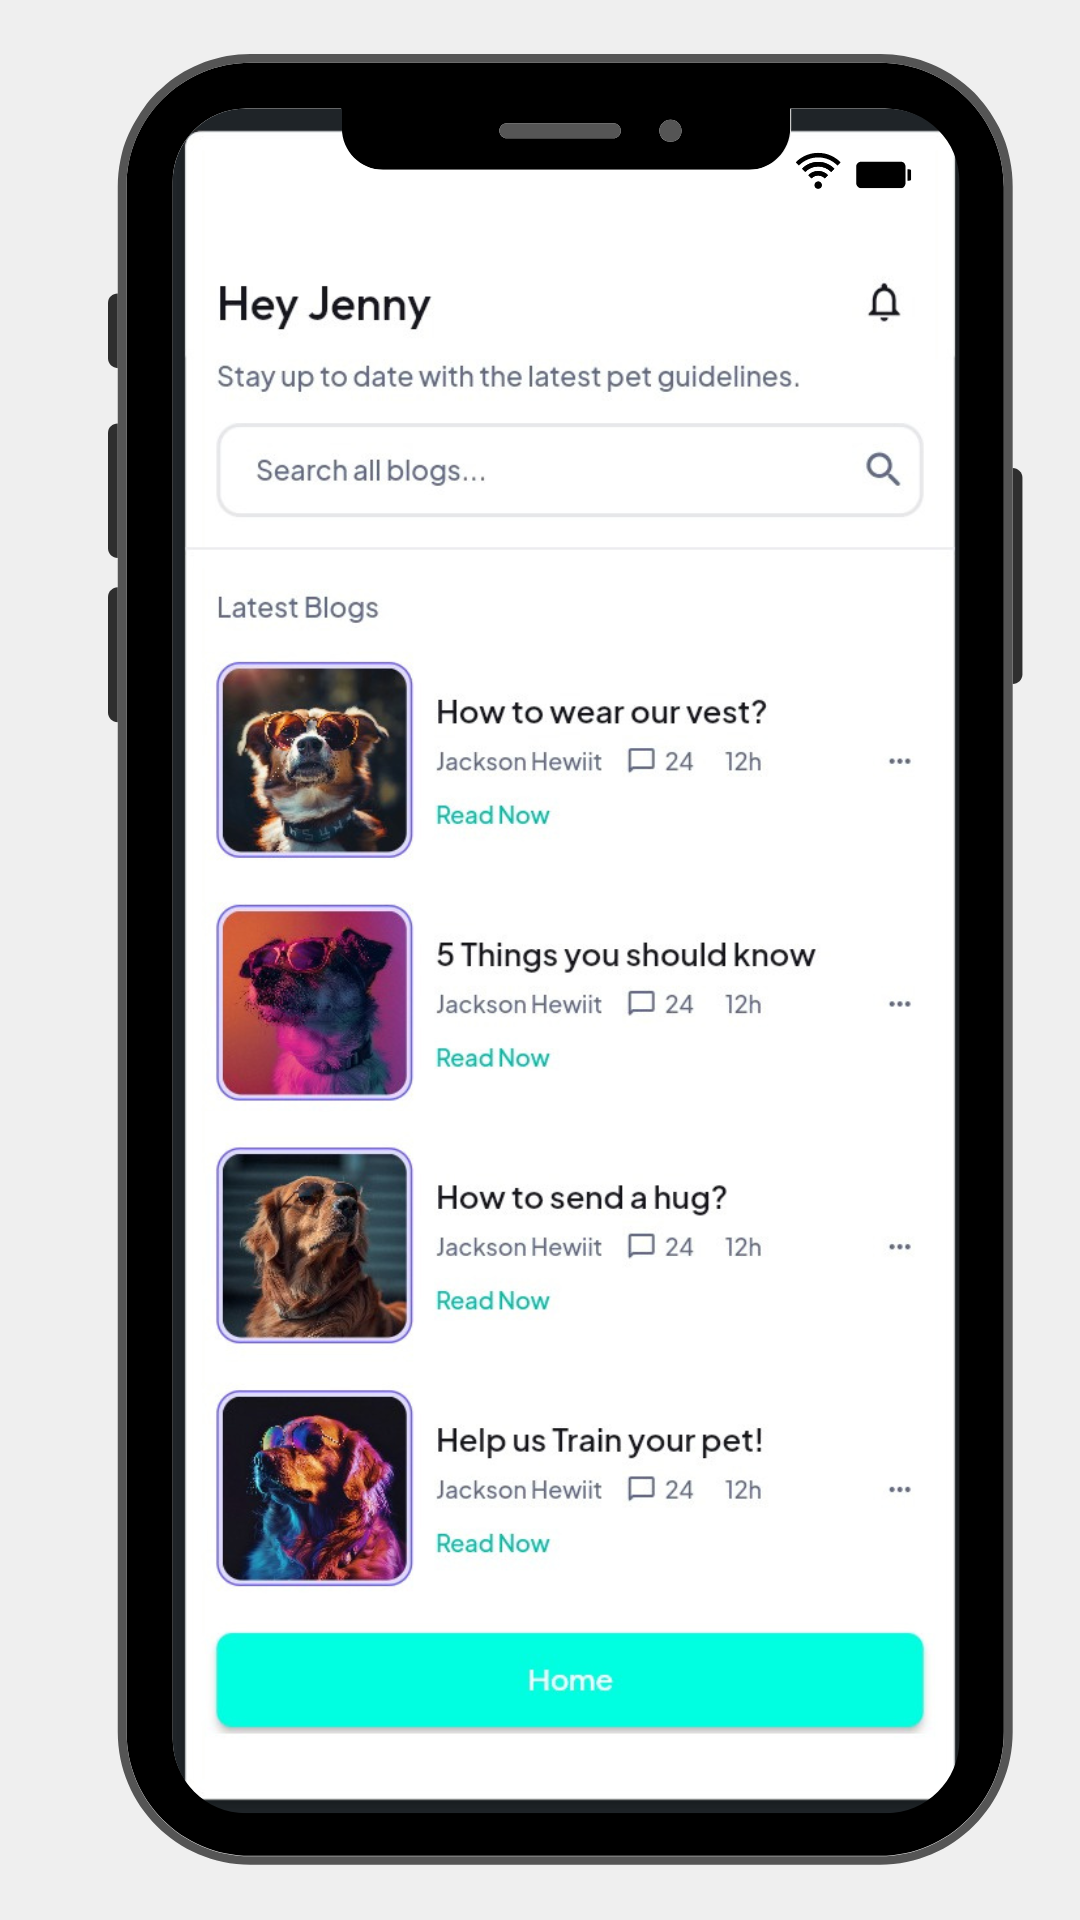 Hey Jenny
Stay up to date with the latest pet guidelines.
Search all blogs...
Latest Blogs
How to wear our vest?
Jackson Hewiit 24 12h
Read Now
5 Things you should know
Jackson Hewiit 24 12h
Read Now
How to send a hug?
Jackson Hewiit 24 12h
Read Now
Help us Train your pet!
Jackson Hewiit 24 12h
Read Now
Home